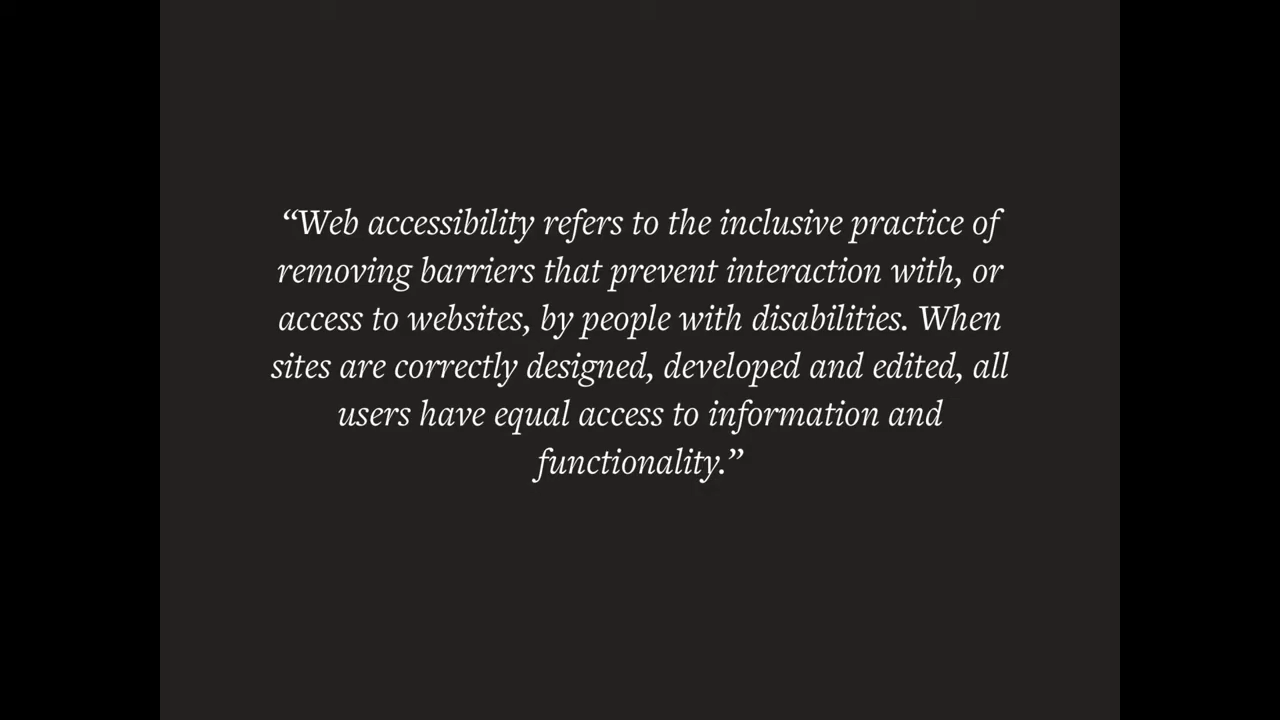 “Web accessibility refers to the inclusive practice of
removing barriers that prevent interaction with, or
access to websites, by people with disabilities. When
sites are correctly designed, developed and edited, all
users have equal access to information and
functionality.”